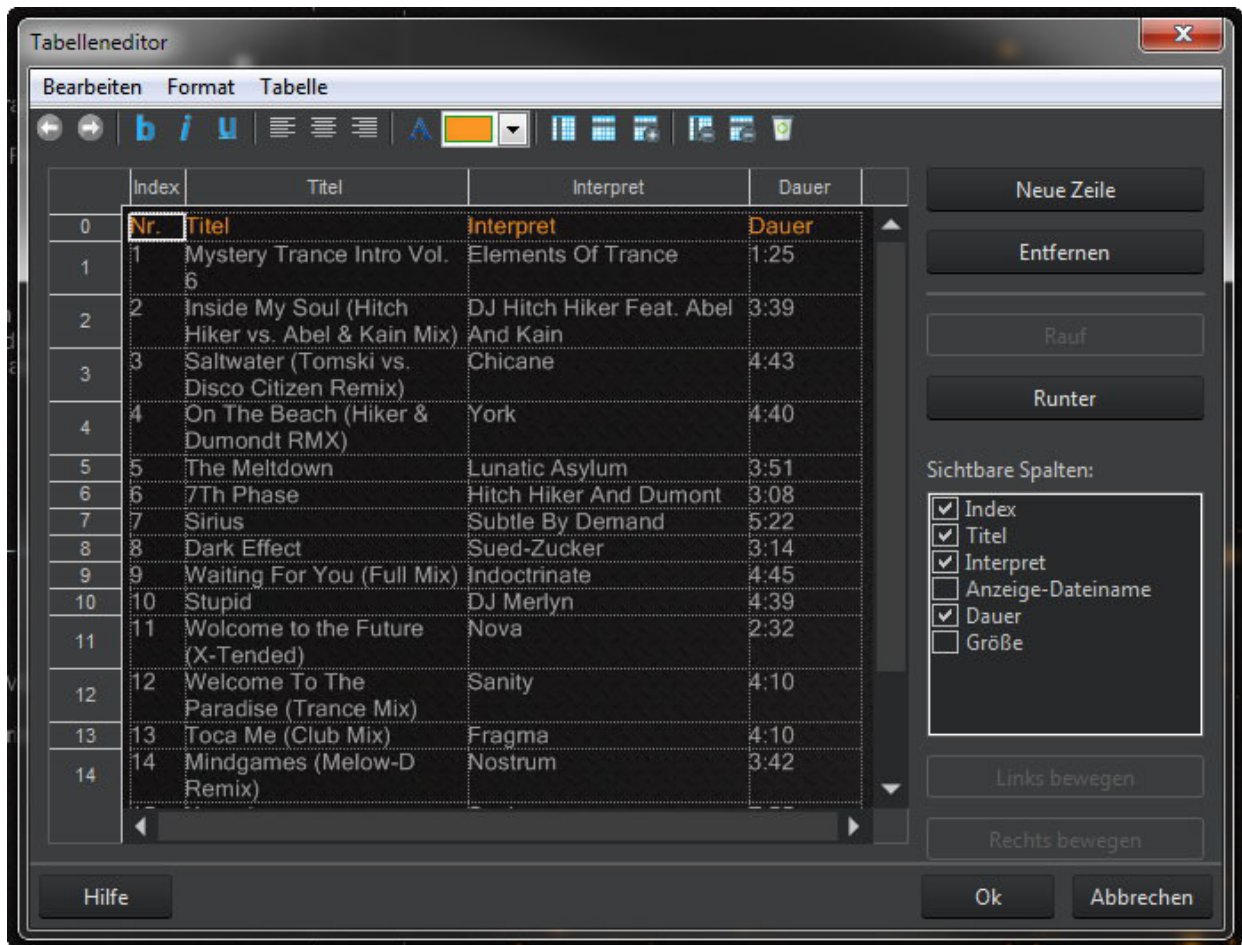 Tabelleneditor
Bearbeiten Format Tabelle
b i u A
Index Titel Interpret Dauer
0 Nr. Titel Interpret Dauer
1 1 Mystery Trance Intro Vol. Elements Of Trance 1:25
6
2 2 Inside My Soul (Hitch DJ Hitch Hiker Feat. Abel 3:39
Hiker vs. Abel & Kain Mix) And Kain
3 3 Saltwater (Tomski vs. Chicane 4:43
Disco Citizen Remix)
4 4 On The Beach (Hiker & York 4:40
Dumondt RMX)
5 5 The Meltdown Lunatic Asylum 3:51
6 6 7Th Phase Hitch Hiker And Dumont 3:08
7 7 Sirius Subtle By Demand 5:22
8 8 Dark Effect Sued-Zucker 3:14
9 9 Waiting For You (Full Mix) Indoctrinate 4:45
10 10 Stupid DJ Merlyn 4:39
11 11 Wolcome to the Future Nova 2:32
(X-Tended)
12 12 Welcome To The Sanity 4:10
Paradise (Trance Mix)
13 13 Toca Me (Club Mix) Fragma 4:10
14 14 Mindgames (Melow-D Nostrum 3:42
Remix)
Neue Zeile
Entfernen
Rauf
Runter
Sichtbare Spalten:
Index
Titel
Interpret
Anzeige-Dateiname
Dauer
Größe
Links bewegen
Rechts bewegen
Hilfe Ok Abbrechen